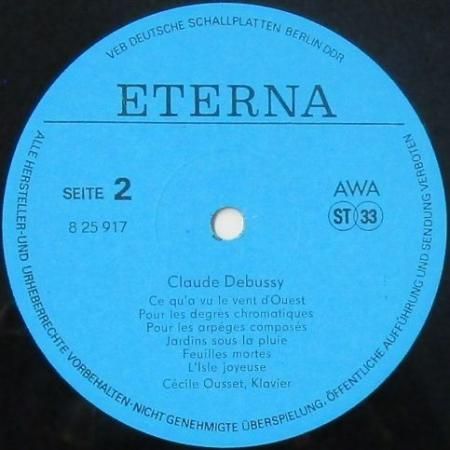 VEB DEUTSCHE SCHALLPLATTEN BERLIN DDR
ETERNA
SEITE 2
8 25 917
AWA
ST 33
Claude Debussy
Ce qu'a vu le vent d'Ouest
Pour les degrés chromatiques
Pour les arpéges composés
Jardins sous la pluie
Feuilles mortes
L'Isle joyeuse
Cécile Ousset, Klavier
ALLE HERSTELLER-UND URHEBERRECHTE VORBEHALTEN·NICHT GENEHMIGTE ÜBERSPIELUNG, ÖFFENTLICHE AUFFÜHRUNG UND SENDUNG VERBOTEN